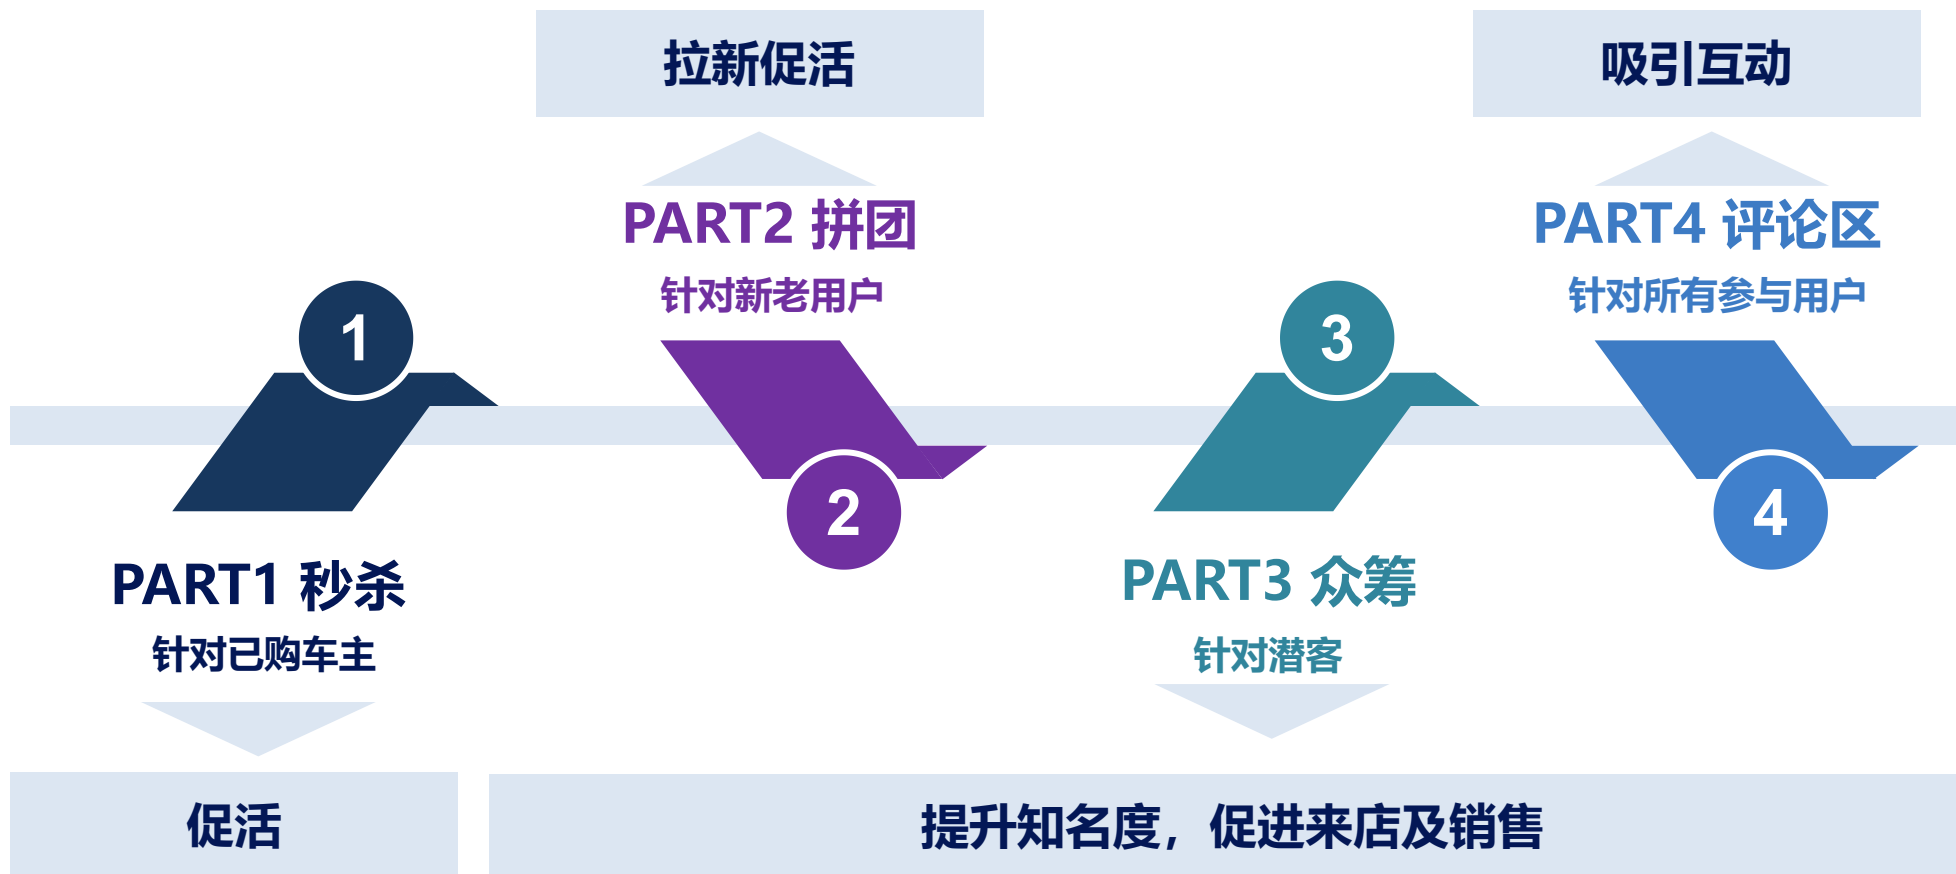 拉新促活
吸引互动
PART2 拼团
针对新老用户
PART4 评论区
针对所有参与用户
1
3
2
4
PART1 秒杀
针对已购车主
PART3 众筹
针对潜客
促活
提升知名度，促进来店及销售